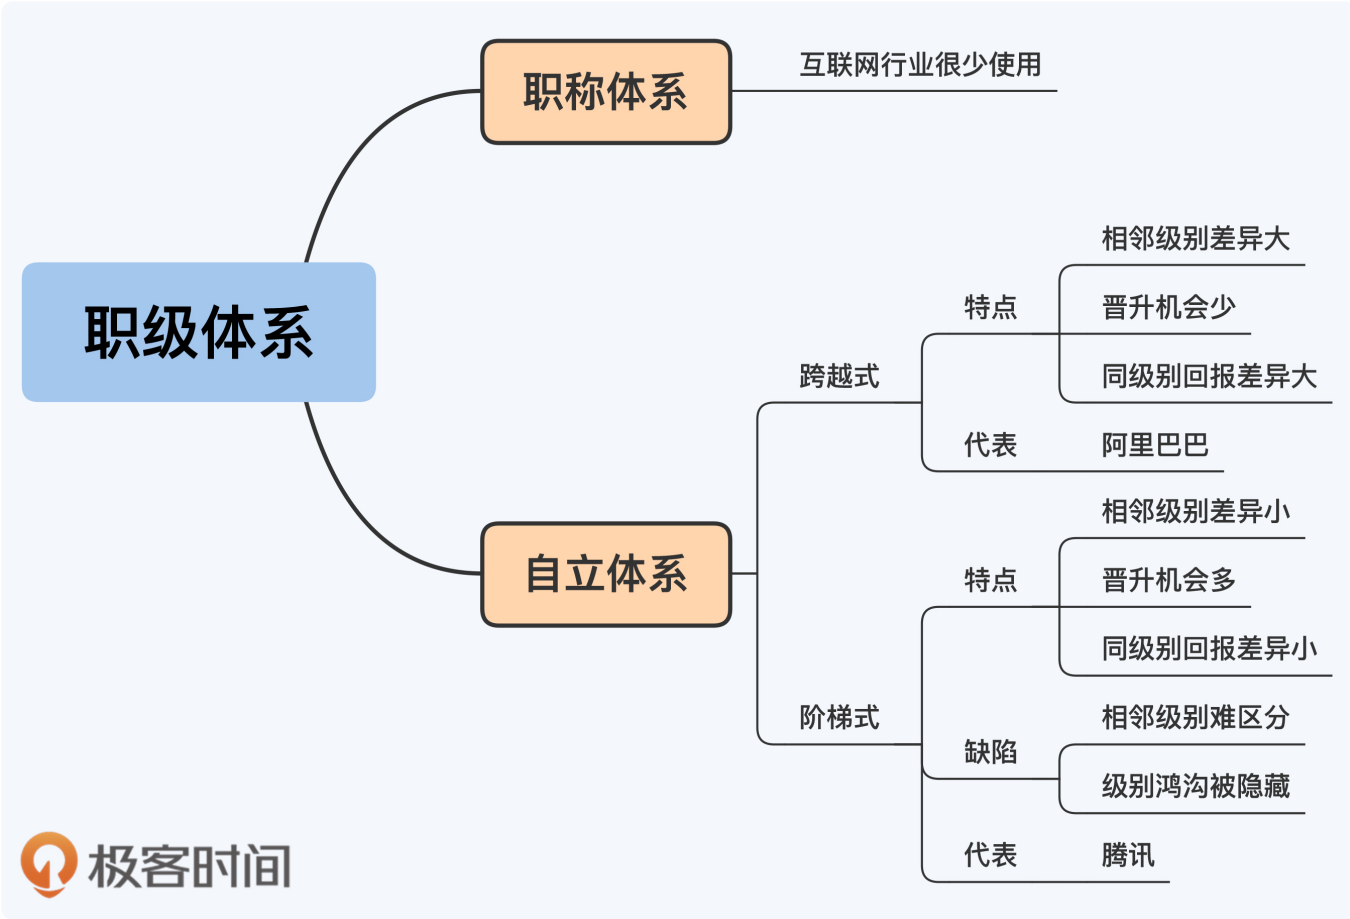 职级体系
职称体系
互联网行业很少使用
自立体系
跨越式
特点
相邻级别差异大
晋升机会少
同级别回报差异大
代表
阿里巴巴
阶梯式
特点
相邻级别差异小
晋升机会多
同级别回报差异小
缺陷
相邻级别难区分
级别鸿沟被隐藏
代表
腾讯
极客时间